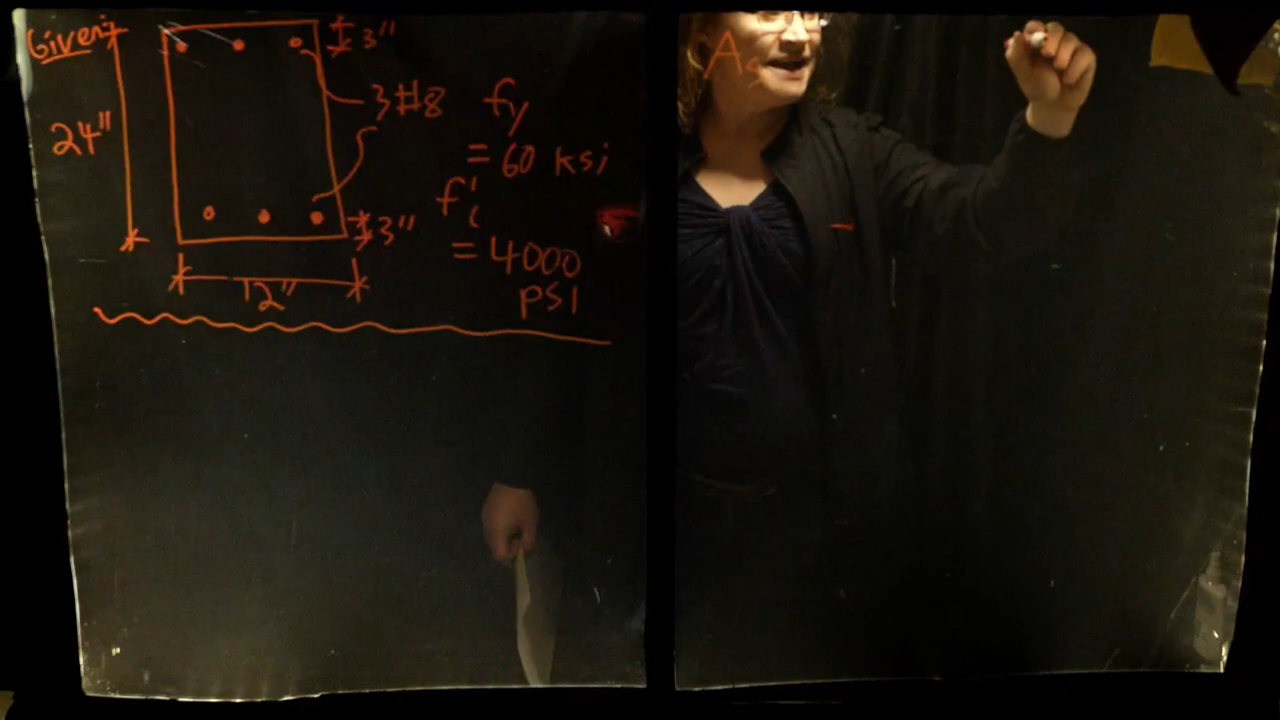 Given:
3"
24"
3#8
fy
= 60 ksi
f'c
= 4000
psi
3"
12"
As